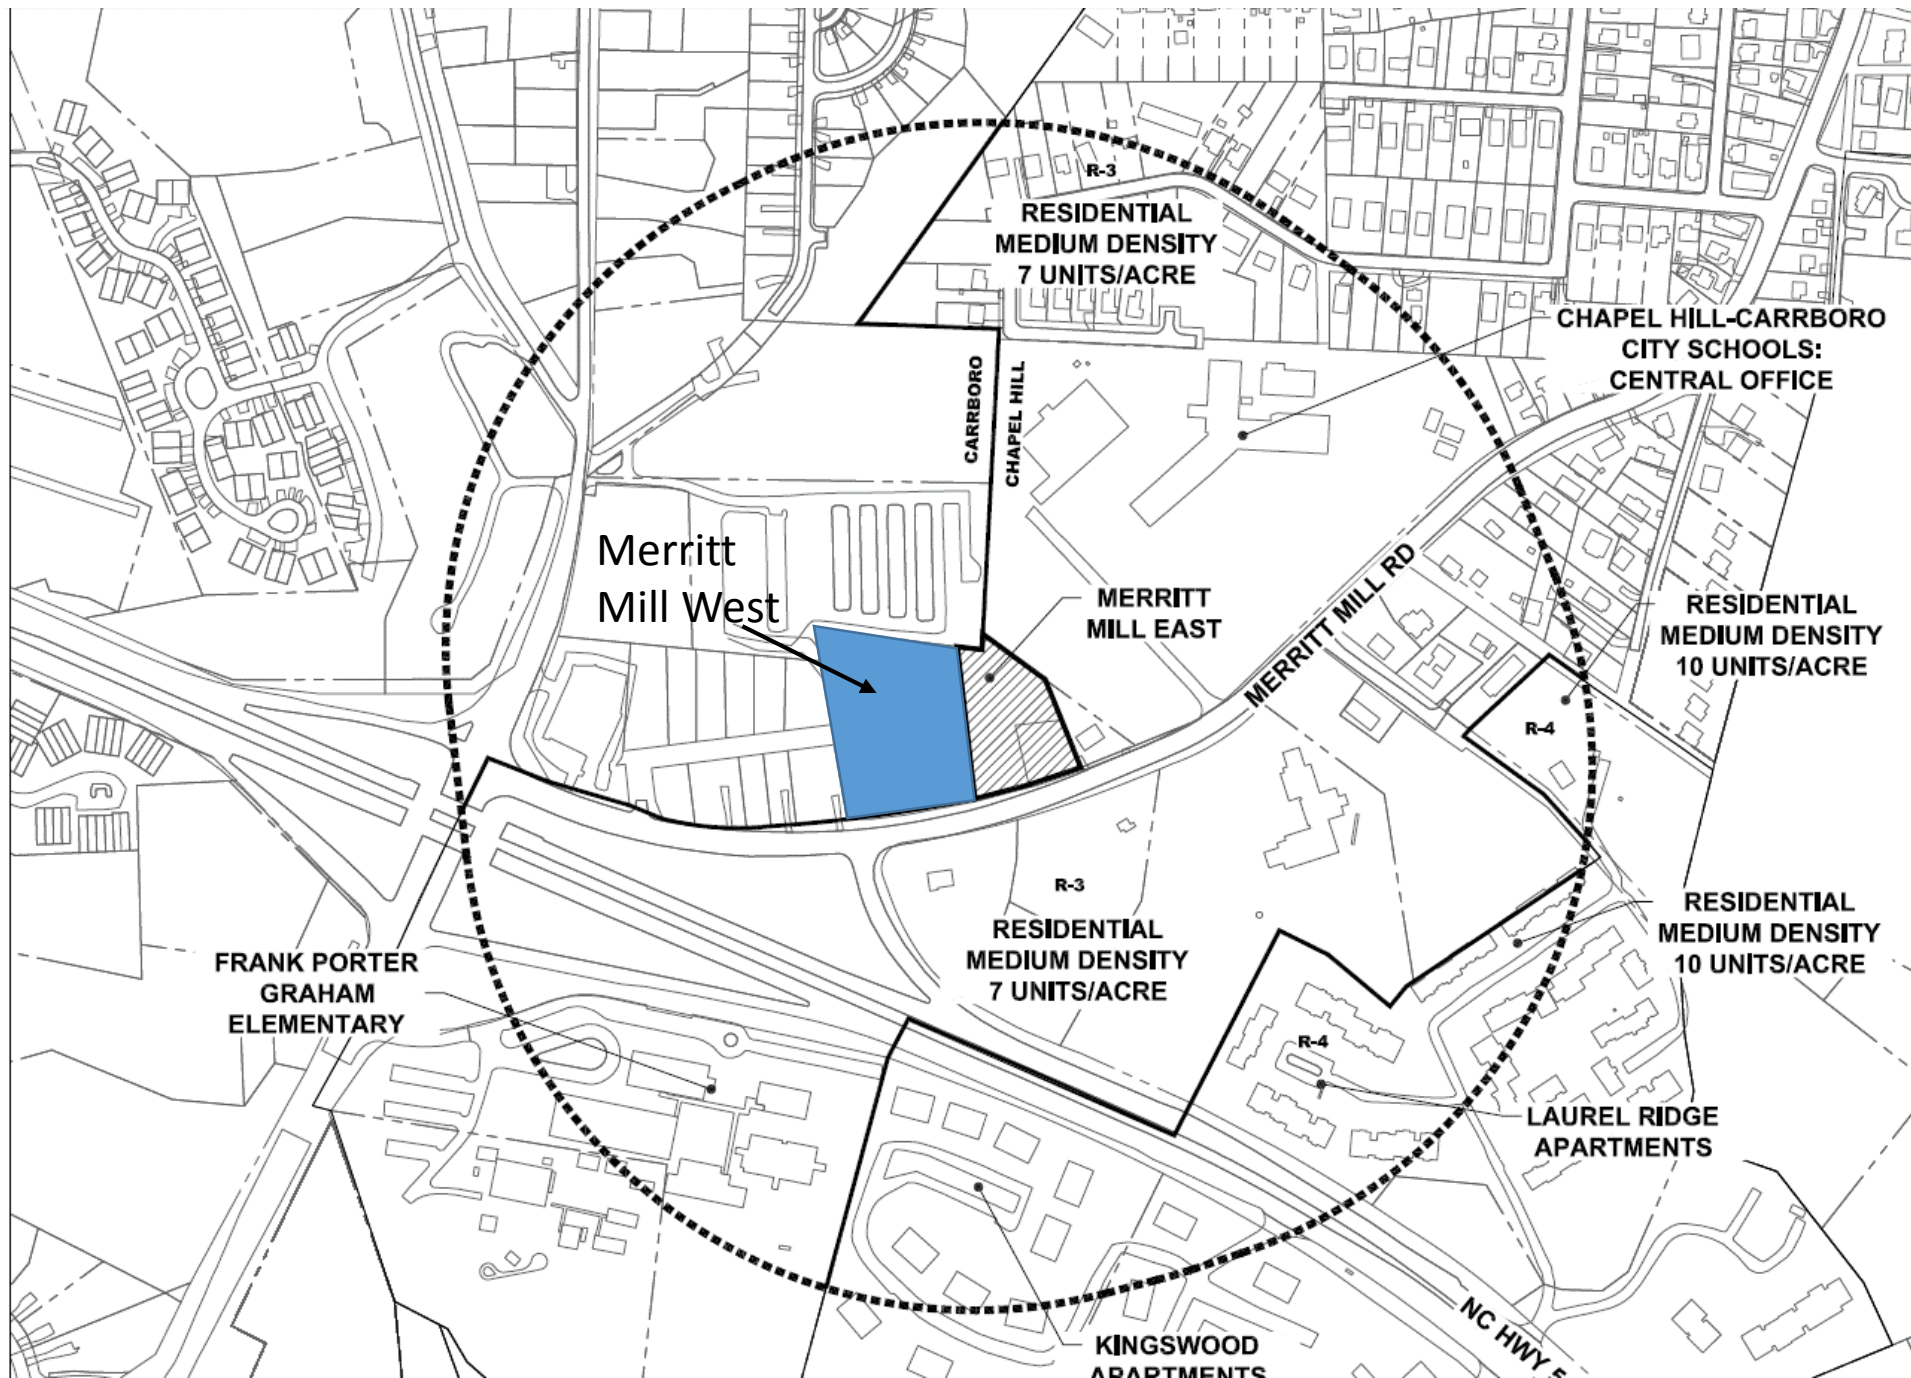 R-3
RESIDENTIAL
MEDIUM DENSITY
7 UNITS/ACRE
CHAPEL HILL-CARRBORO
CITY SCHOOLS:
CENTRAL OFFICE
CARRBORO
CHAPEL HILL
Merritt
Mill West
MERRITT
MILL EAST
MERRITT MILL RD
RESIDENTIAL
MEDIUM DENSITY
10 UNITS/ACRE
R-4
R-3
RESIDENTIAL
MEDIUM DENSITY
7 UNITS/ACRE
RESIDENTIAL
MEDIUM DENSITY
10 UNITS/ACRE
FRANK PORTER
GRAHAM
ELEMENTARY
R-4
LAUREL RIDGE
APARTMENTS
NC HWY 5
KINGSWOOD
APARTMENTS